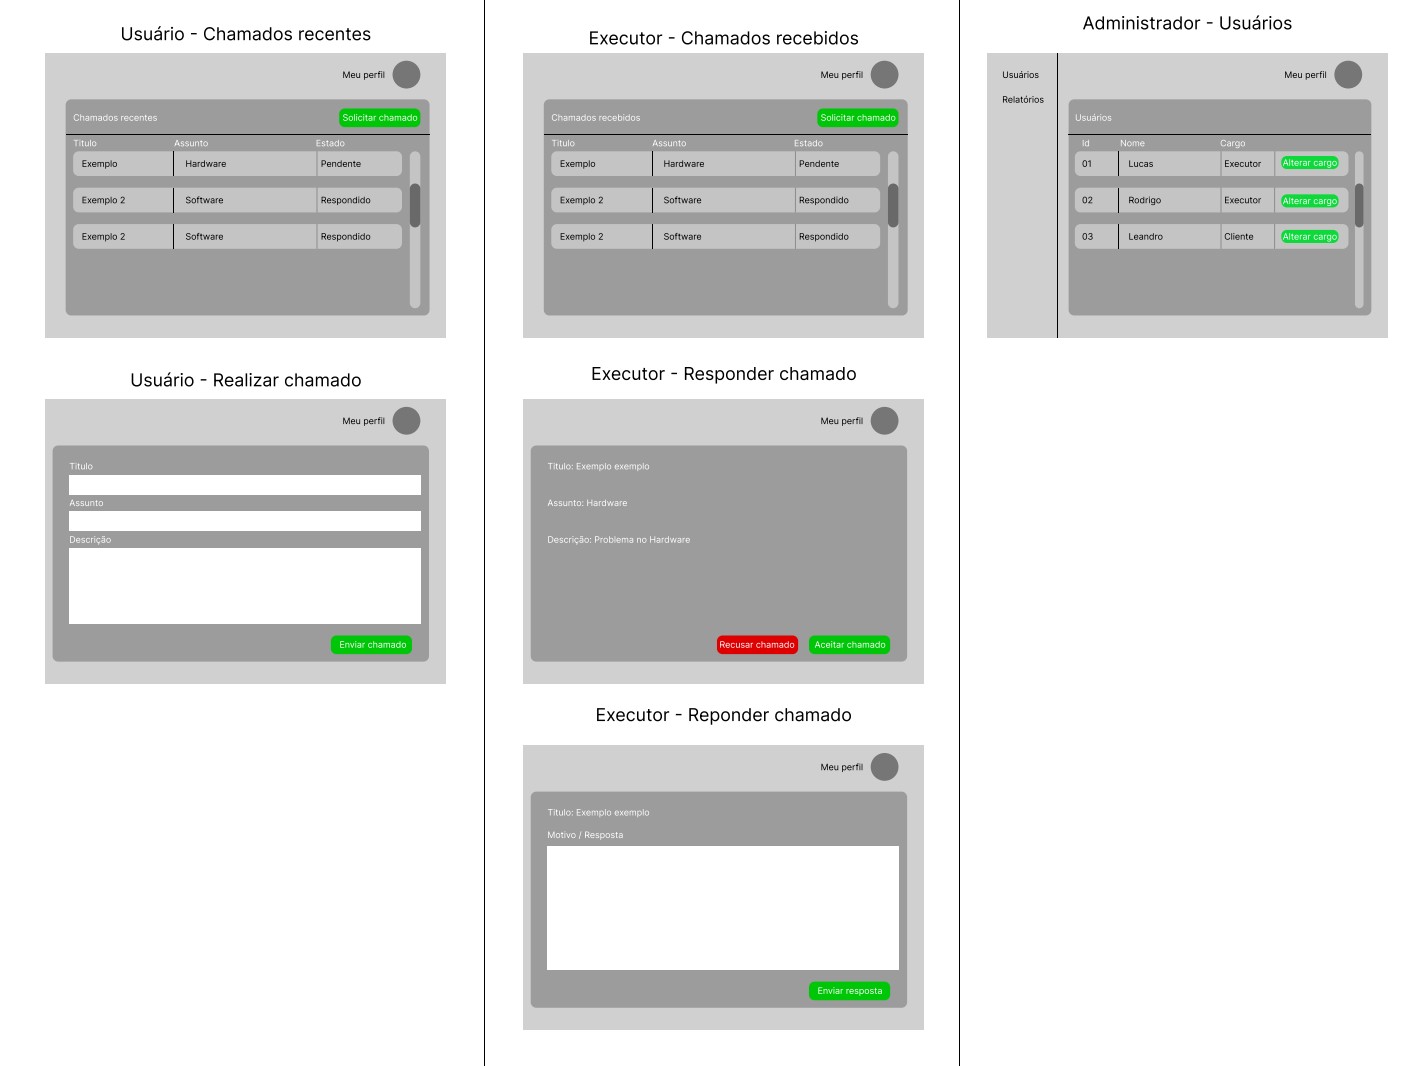 Usuário - Chamados recentes
Meu perfil
Chamados recentes
Solicitar chamado
Titulo Assunto Estado
Exemplo Hardware Pendente
Exemplo 2 Software Respondido
Exemplo 2 Software Respondido
Usuário - Realizar chamado
Meu perfil
Titulo
Assunto
Descrição
Enviar chamado
Executor - Chamados recebidos
Meu perfil
Chamados recebidos
Solicitar chamado
Titulo Assunto Estado
Exemplo Hardware Pendente
Exemplo 2 Software Respondido
Exemplo 2 Software Respondido
Executor - Responder chamado
Meu perfil
Titulo: Exemplo exemplo
Assunto: Hardware
Descrição: Problema no Hardware
Recusar chamado Aceitar chamado
Executor - Reponder chamado
Meu perfil
Titulo: Exemplo exemplo
Motivo / Resposta
Enviar resposta
Administrador - Usuários
Usuários
Relatórios
Meu perfil
Usuários
Id Nome Cargo
01 Lucas Executor Alterar cargo
02 Rodrigo Executor Alterar cargo
03 Leandro Cliente Alterar cargo